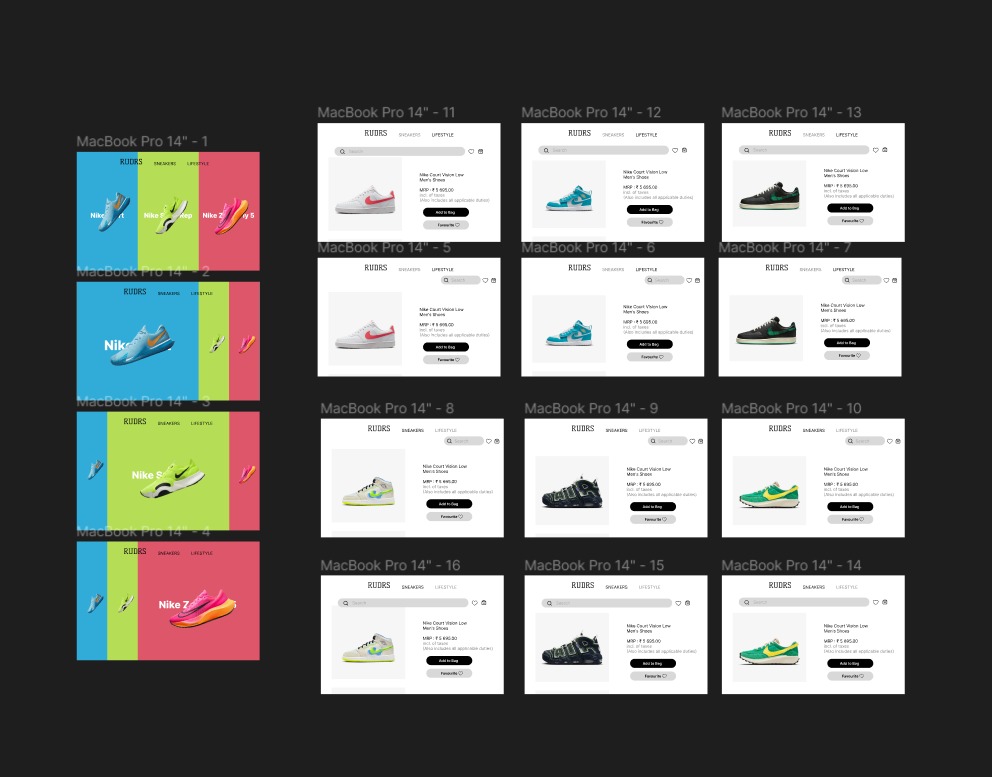 MacBook Pro 14" - 1
RUDRS SNEAKERS LIFESTYLE
Nike
Nike
Nike
MacBook Pro 14" - 2
RUDRS SNEAKERS LIFESTYLE
MacBook Pro 14" - 3
RUDRS SNEAKERS LIFESTYLE
Nike
MacBook Pro 14" - 4
RUDRS SNEAKERS LIFESTYLE
Nike
MacBook Pro 14" - 11
RUDRS SNEAKERS LIFESTYLE
Search
Nike Court Vision Low
Men's Shoes
MRP : ₹ 5 695.00
incl. of taxes
(Also includes all applicable duties)
Add to Bag
Favourite
MacBook Pro 14" - 12
RUDRS SNEAKERS LIFESTYLE
Search
Nike Court Vision Low
Men's Shoes
MRP : ₹ 5 695.00
incl. of taxes
(Also includes all applicable duties)
Add to Bag
Favourite
MacBook Pro 14" - 13
RUDRS SNEAKERS LIFESTYLE
Search
Nike Court Vision Low
Men's Shoes
MRP : ₹ 5 695.00
incl. of taxes
(Also includes all applicable duties)
Add to Bag
Favourite
MacBook Pro 14" - 5
RUDRS SNEAKERS LIFESTYLE
Search
Nike Court Vision Low
Men's Shoes
MRP : ₹ 5 695.00
incl. of taxes
(Also includes all applicable duties)
Add to Bag
Favourite
MacBook Pro 14" - 6
RUDRS SNEAKERS LIFESTYLE
Search
Nike Court Vision Low
Men's Shoes
MRP : ₹ 5 695.00
incl. of taxes
(Also includes all applicable duties)
Add to Bag
Favourite
MacBook Pro 14" - 7
RUDRS SNEAKERS LIFESTYLE
Search
Nike Court Vision Low
Men's Shoes
MRP : ₹ 5 695.00
incl. of taxes
(Also includes all applicable duties)
Add to Bag
Favourite
MacBook Pro 14" - 8
RUDRS SNEAKERS LIFESTYLE
Search
Nike Court Vision Low
Men's Shoes
MRP : ₹ 5 695.00
incl. of taxes
(Also includes all applicable duties)
Add to Bag
Favourite
MacBook Pro 14" - 9
RUDRS SNEAKERS LIFESTYLE
Search
Nike Court Vision Low
Men's Shoes
MRP : ₹ 5 695.00
incl. of taxes
(Also includes all applicable duties)
Add to Bag
Favourite
MacBook Pro 14" - 10
RUDRS SNEAKERS LIFESTYLE
Search
Nike Court Vision Low
Men's Shoes
MRP : ₹ 5 695.00
incl. of taxes
(Also includes all applicable duties)
Add to Bag
Favourite
MacBook Pro 14" - 16
RUDRS SNEAKERS LIFESTYLE
Search
Nike Court Vision Low
Men's Shoes
MRP : ₹ 5 695.00
incl. of taxes
(Also includes all applicable duties)
Add to Bag
Favourite
MacBook Pro 14" - 15
RUDRS SNEAKERS LIFESTYLE
Search
Nike Court Vision Low
Men's Shoes
MRP : ₹ 5 695.00
incl. of taxes
(Also includes all applicable duties)
Add to Bag
Favourite
MacBook Pro 14" - 14
RUDRS SNEAKERS LIFESTYLE
Search
Nike Court Vision Low
Men's Shoes
MRP : ₹ 5 695.00
incl. of taxes
(Also includes all applicable duties)
Add to Bag
Favourite